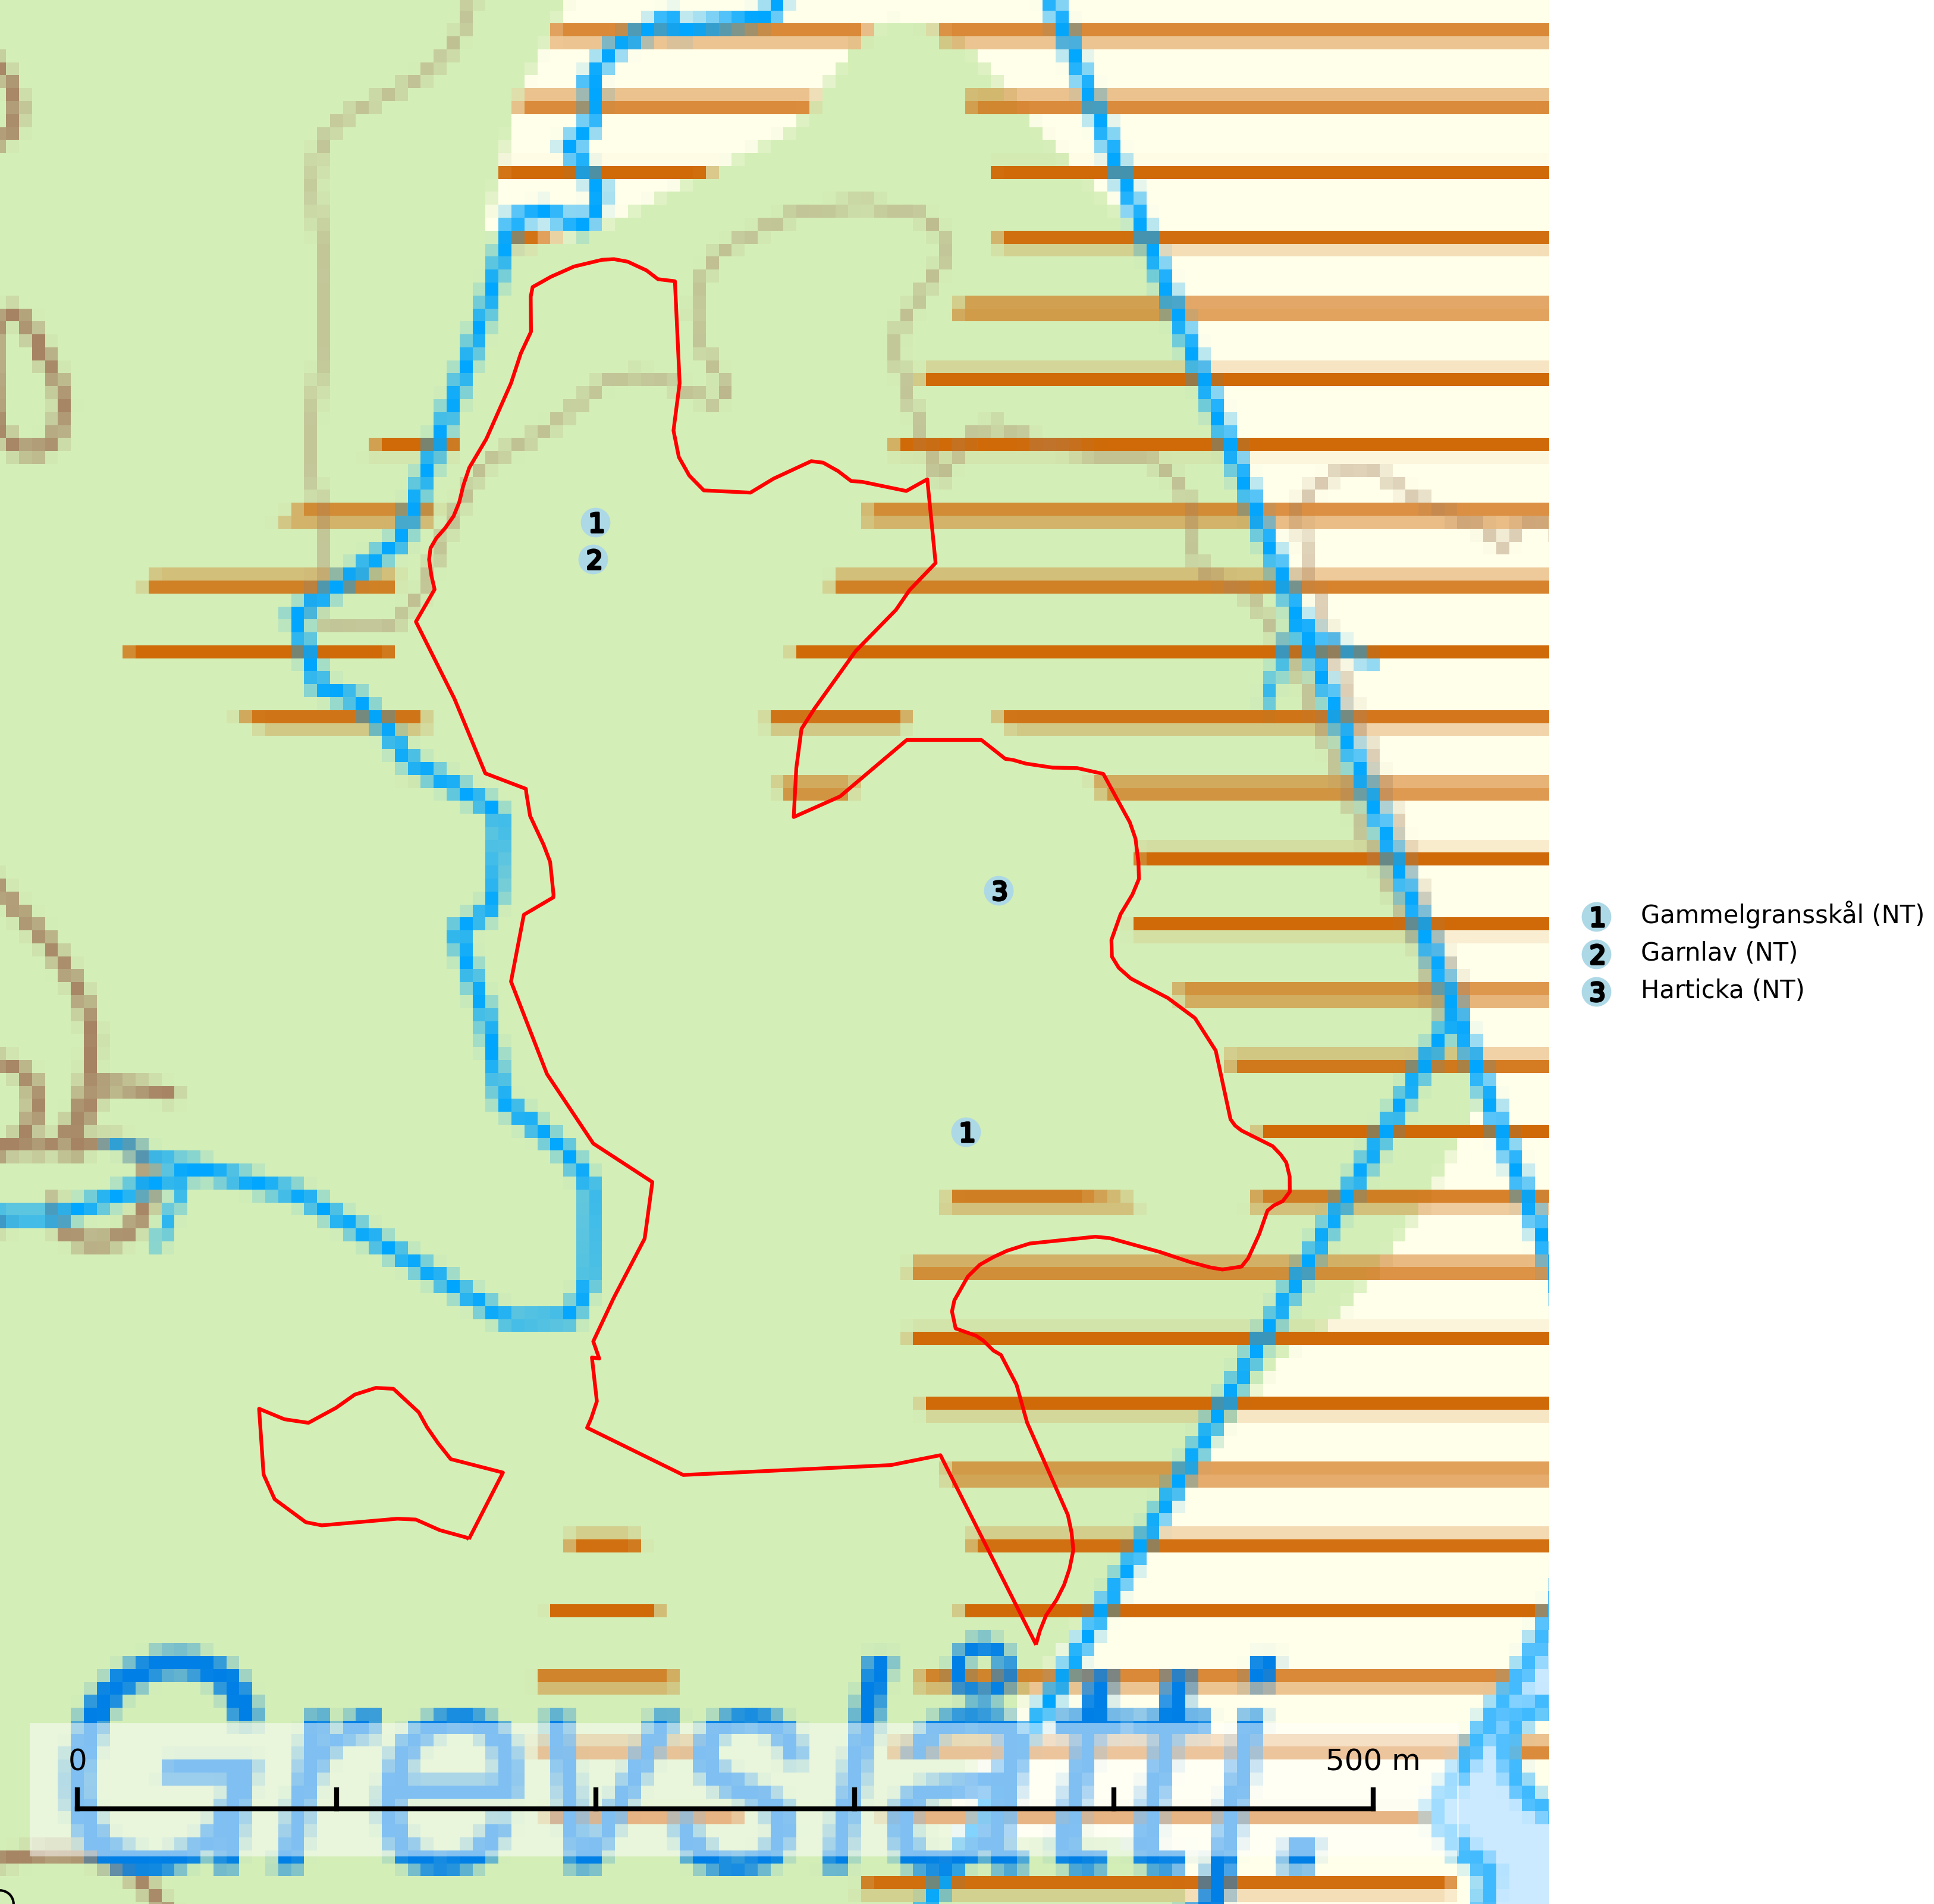 1
2
3
1
1 Gammelgransskål (NT)
2 Garnlav (NT)
3 Harticka (NT)
Grevslätt.
0 500 m